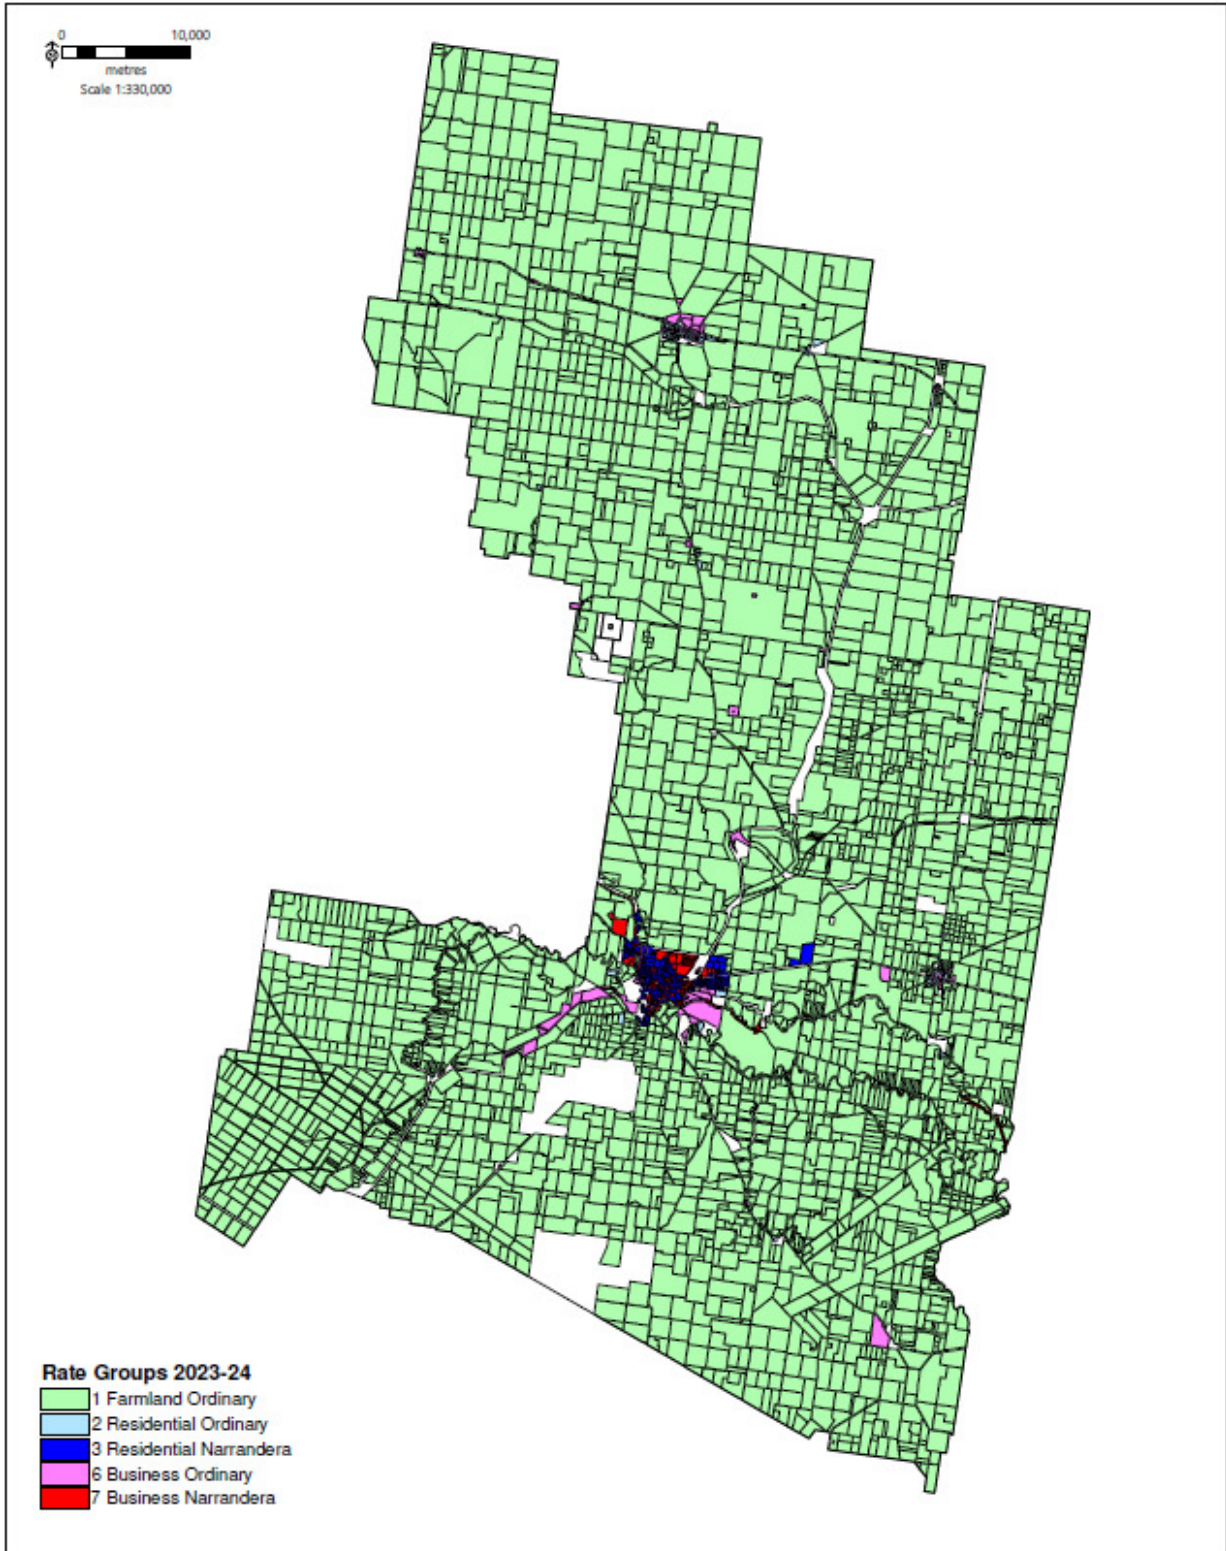 0 10,000
metres
Scale 1:330,000
Rate Groups 2023-24
1 Farmland Ordinary
2 Residential Ordinary
3 Residential Narrandera
6 Business Ordinary
7 Business Narrandera